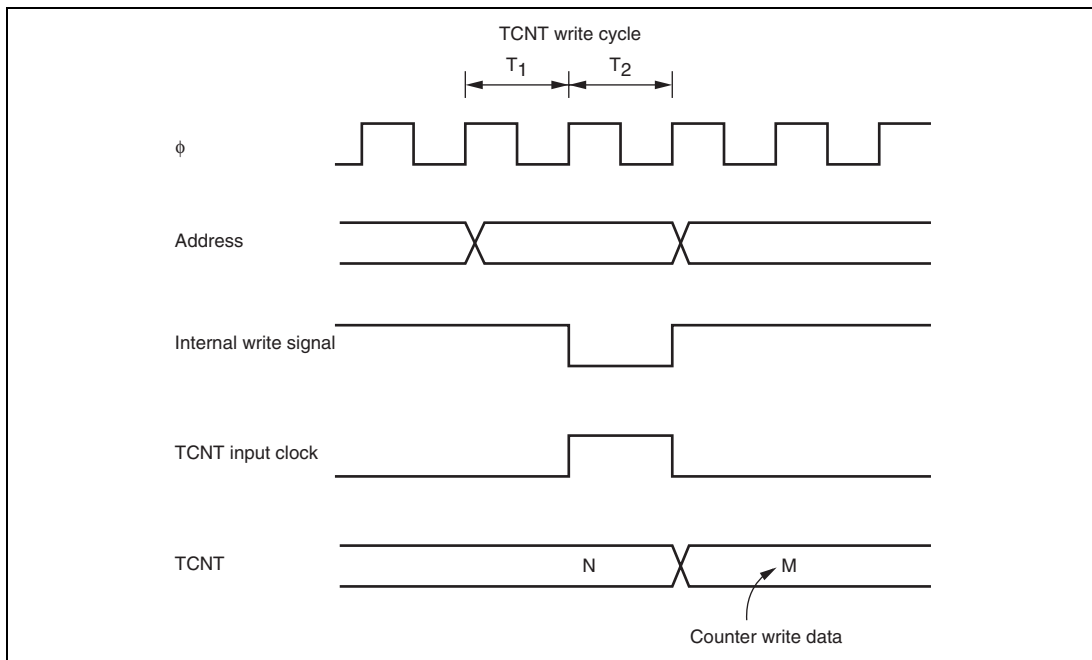 TCNT write cycle
T1 T2
ϕ
Address
Internal write signal
TCNT input clock
TCNT N M
Counter write data